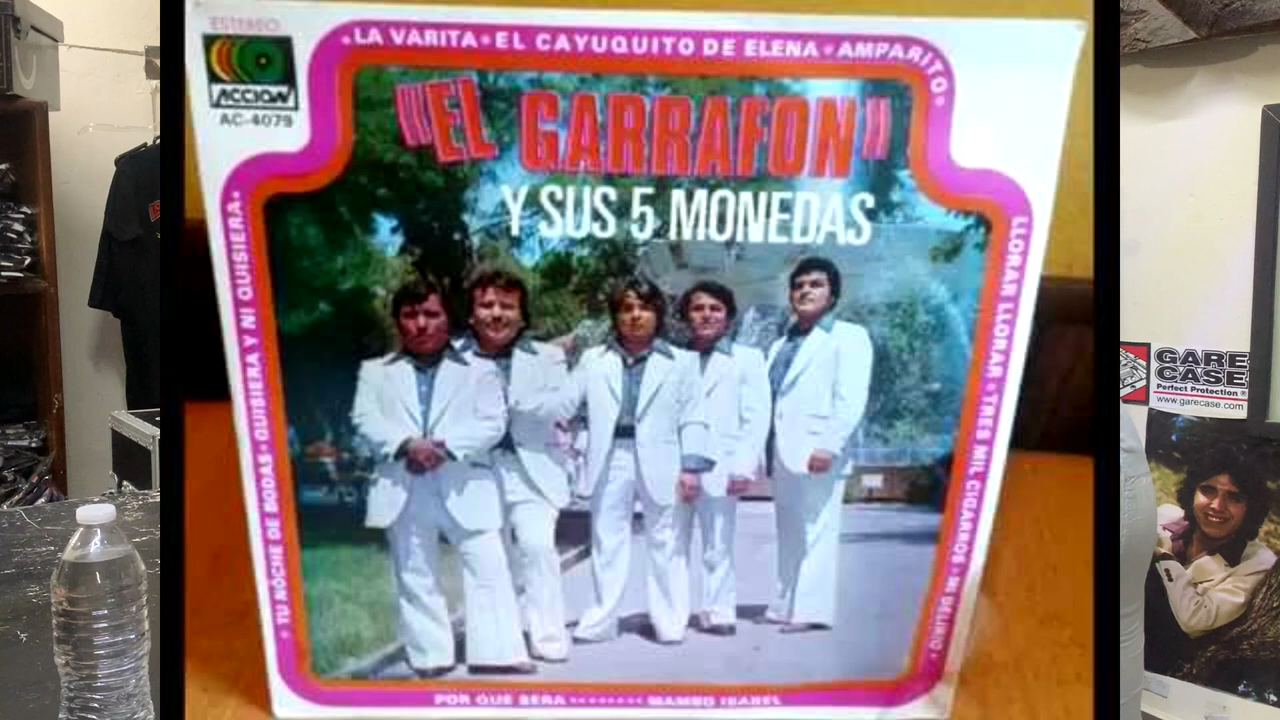 ESTEREO
ACCION
AC-4079
• LA VARITA • EL CAYUQUITO DE ELENA • AMPARITO •
"EL GARRAFON"
Y SUS 5 MONEDAS
• TU NOCHE DE BODAS • QUISIERA Y NI QUISIERA •
LLORAR LLORAR • TRES MIL CIGARROS • MI DELIRIO •
POR QUE SERA ••••••• MAMBO ISABEL
GARE
CASE
Perfect Protection ®
www.garecase.com